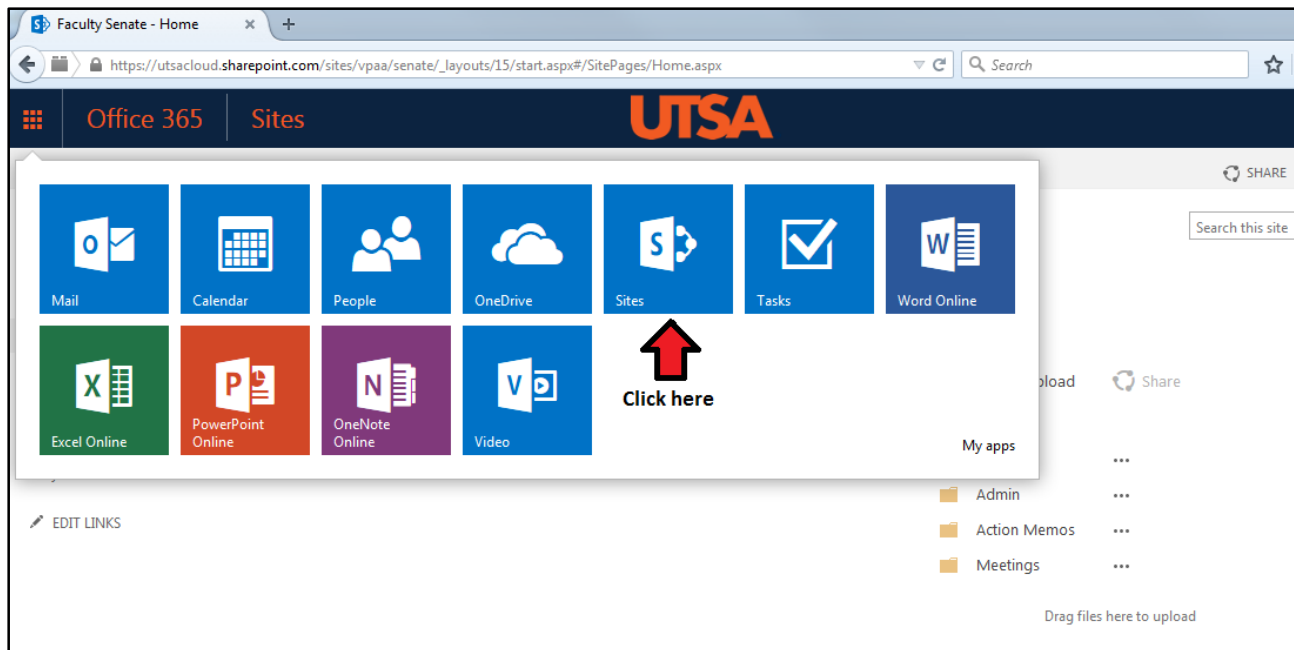 Faculty Senate - Home
https://utsacloud.sharepoint.com/sites/vpaa/senate/_layouts/15/start.aspx#/SitePages/Home.aspx
Search
Office 365
Sites
UTSA
SHARE
Search this site
Mail
Calendar
People
OneDrive
Sites
Tasks
Word Online
Click here
Excel Online
PowerPoint
Online
OneNote
Online
Video
My apps
Share
EDIT LINKS
Admin
Action Memos
Meetings
Drag files here to upload